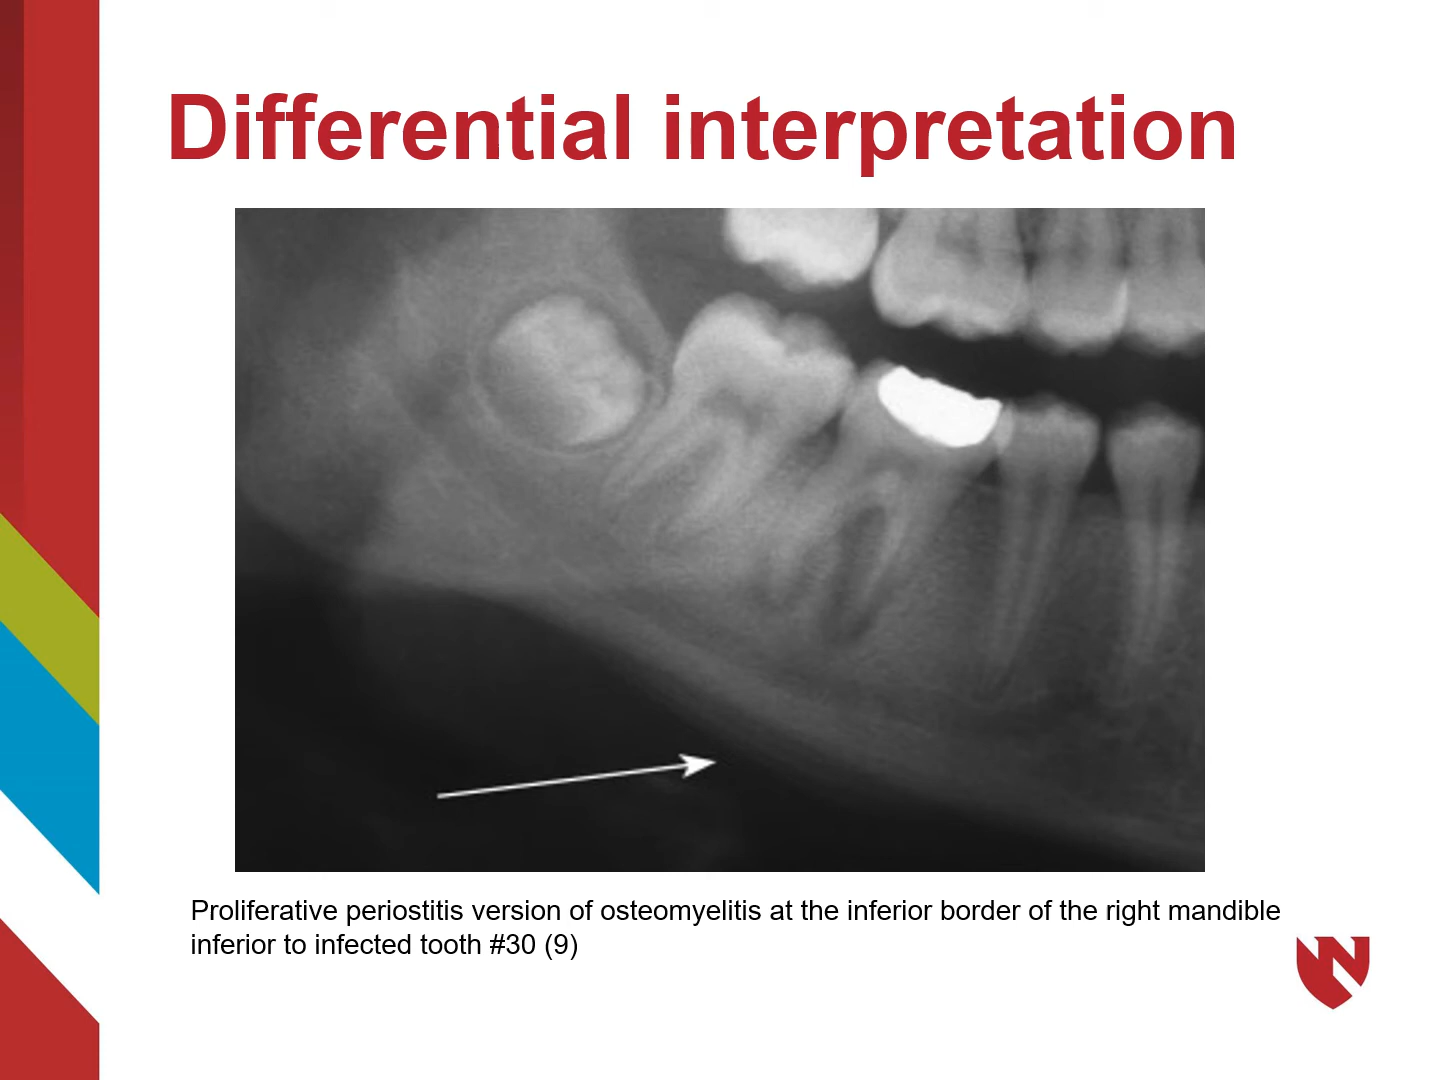 Differential interpretation
Proliferative periostitis version of osteomyelitis at the inferior border of the right mandible
inferior to infected tooth #30 (9)